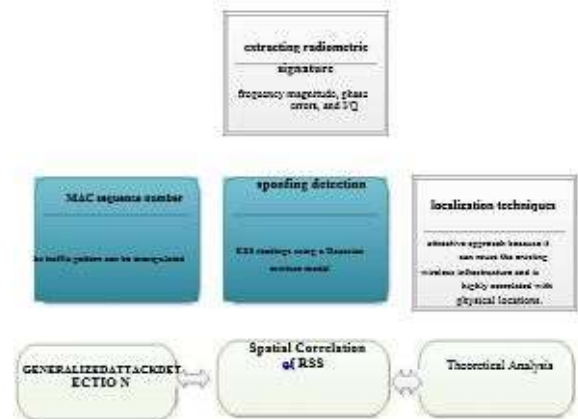 extracting radiometric
signature
frequency magnitude, phase
errors, and I/Q
MAC sequence number
the traffic pattern can be manipulated
spoofing detection
RSS readings using a Gaussian
mixture model
localization techniques
attractive approach because it
can reuse the existing
wireless infrastructure and is
highly correlated with
physical locations.
GENERALIZEDATTACKDET
ECTIO N
Spatial Correlation
of RSS
Theoretical Analysis